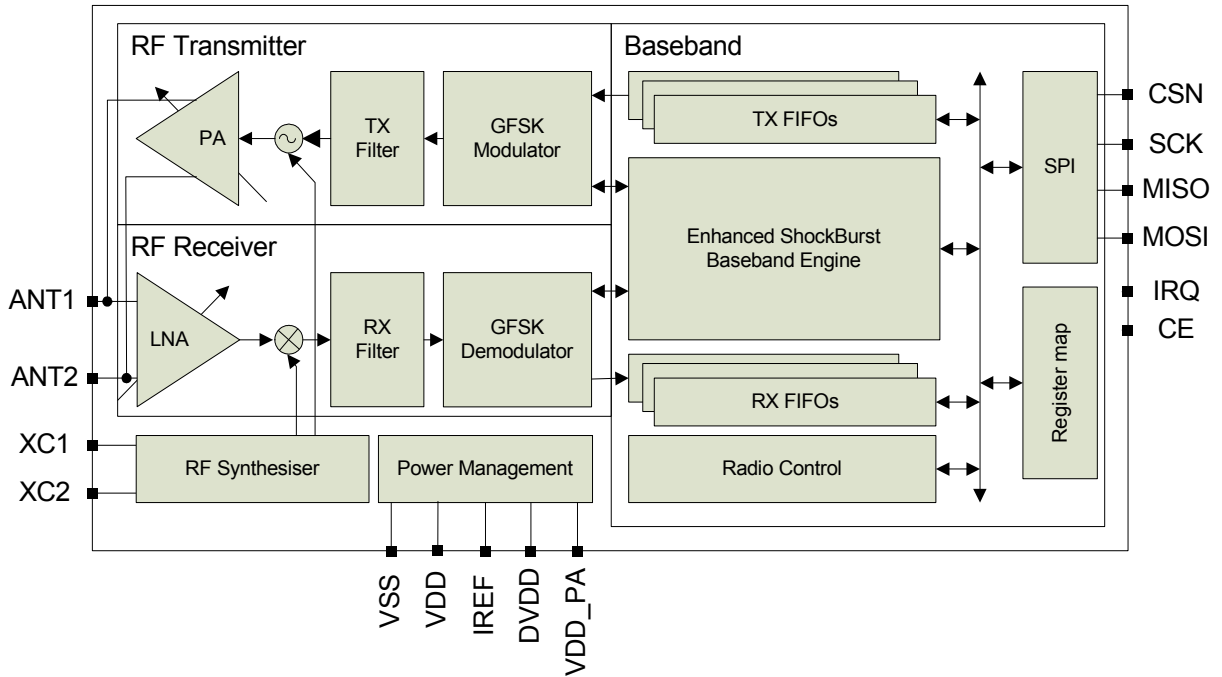 RF Transmitter
PA
TX
Filter
GFSK
Modulator
RF Receiver
LNA
RX
Filter
GFSK
Demodulator
Baseband
TX FIFOs
Enhanced ShockBurst
Baseband Engine
RX FIFOs
Radio Control
SPI
Register map
RF Synthesiser
Power Management
ANT1
ANT2
XC1
XC2
CSN
SCK
MISO
MOSI
IRQ
CE
VSS
VDD
IREF
DVDD
VDD_PA